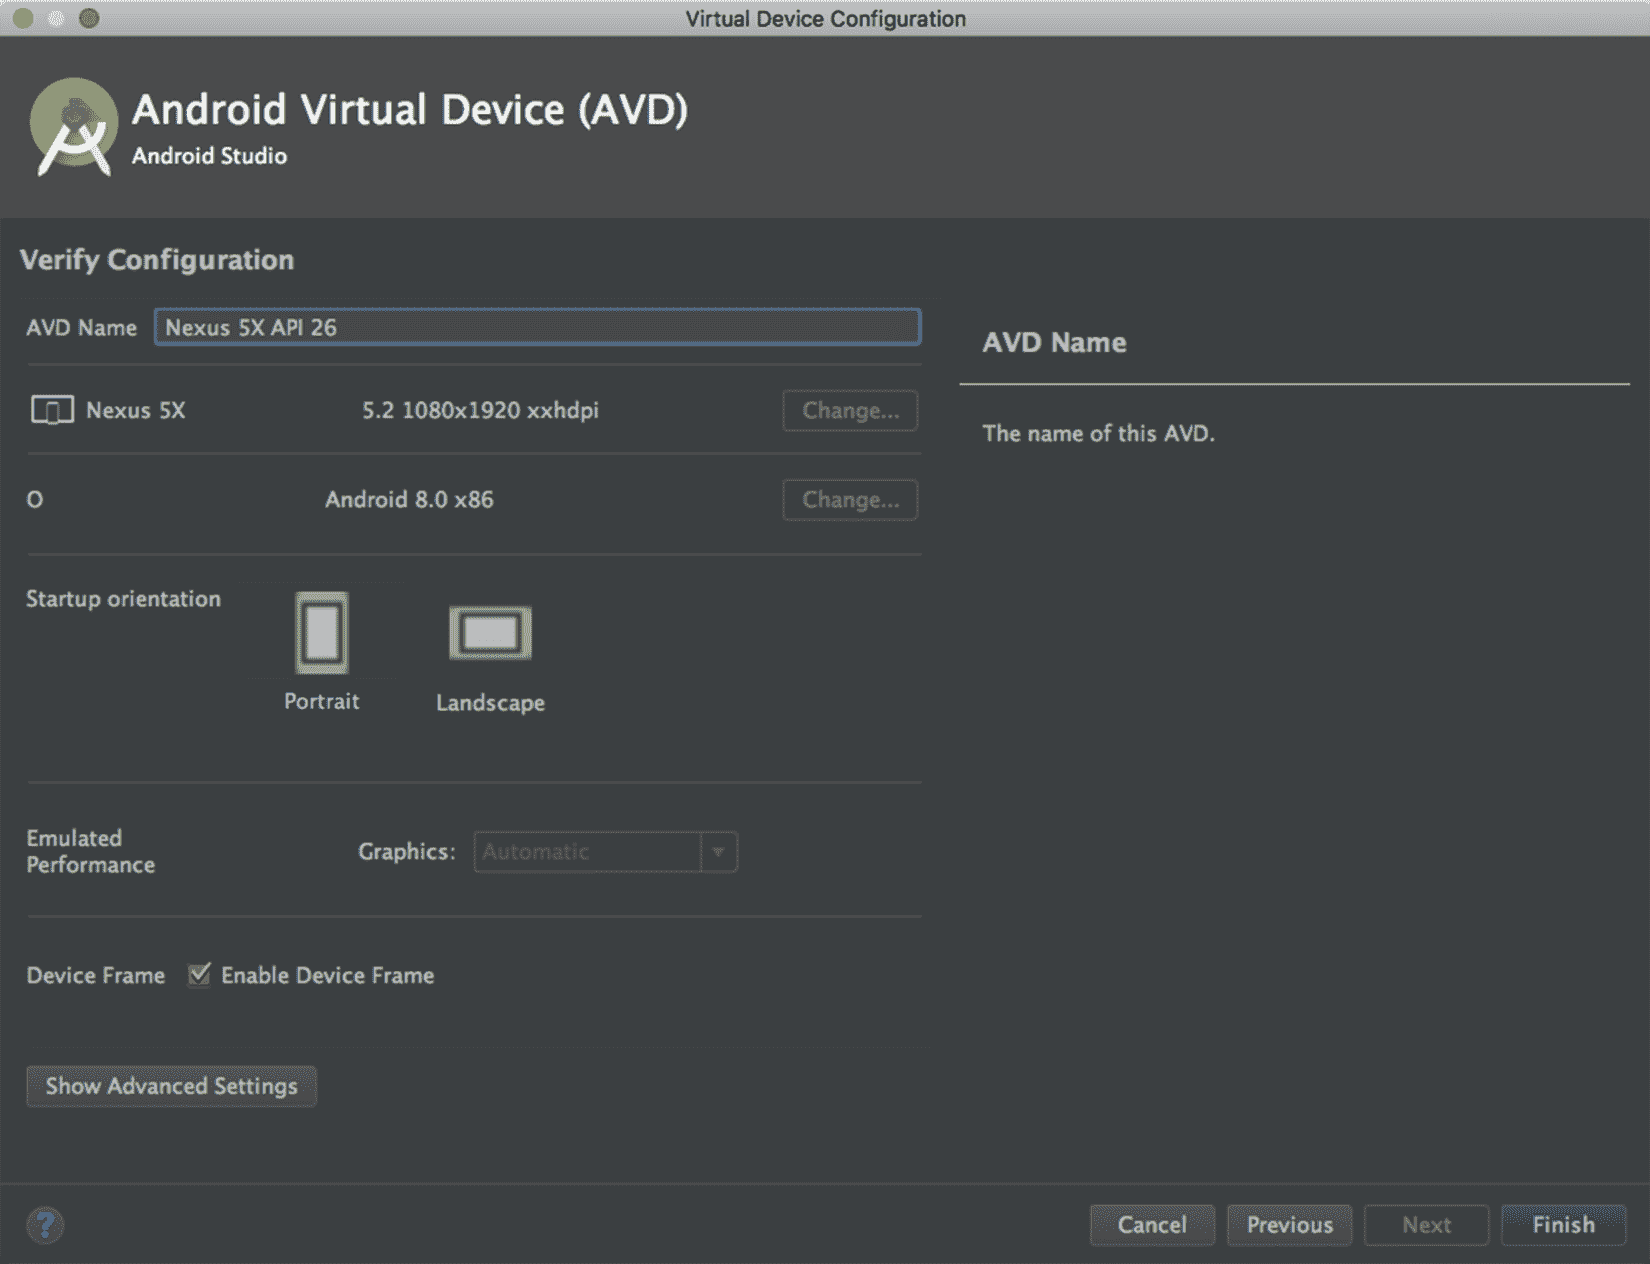 Virtual Device Configuration
Android Virtual Device (AVD)
Android Studio
Verify Configuration
AVD Name Nexus 5X API 26
AVD Name
Nexus 5X 5.2 1080x1920 xxhdpi Change...
The name of this AVD.
O Android 8.0 x86 Change...
Startup orientation
Portrait Landscape
Emulated
Performance
Graphics: Automatic
Device Frame Enable Device Frame
Show Advanced Settings
? Cancel Previous Next Finish